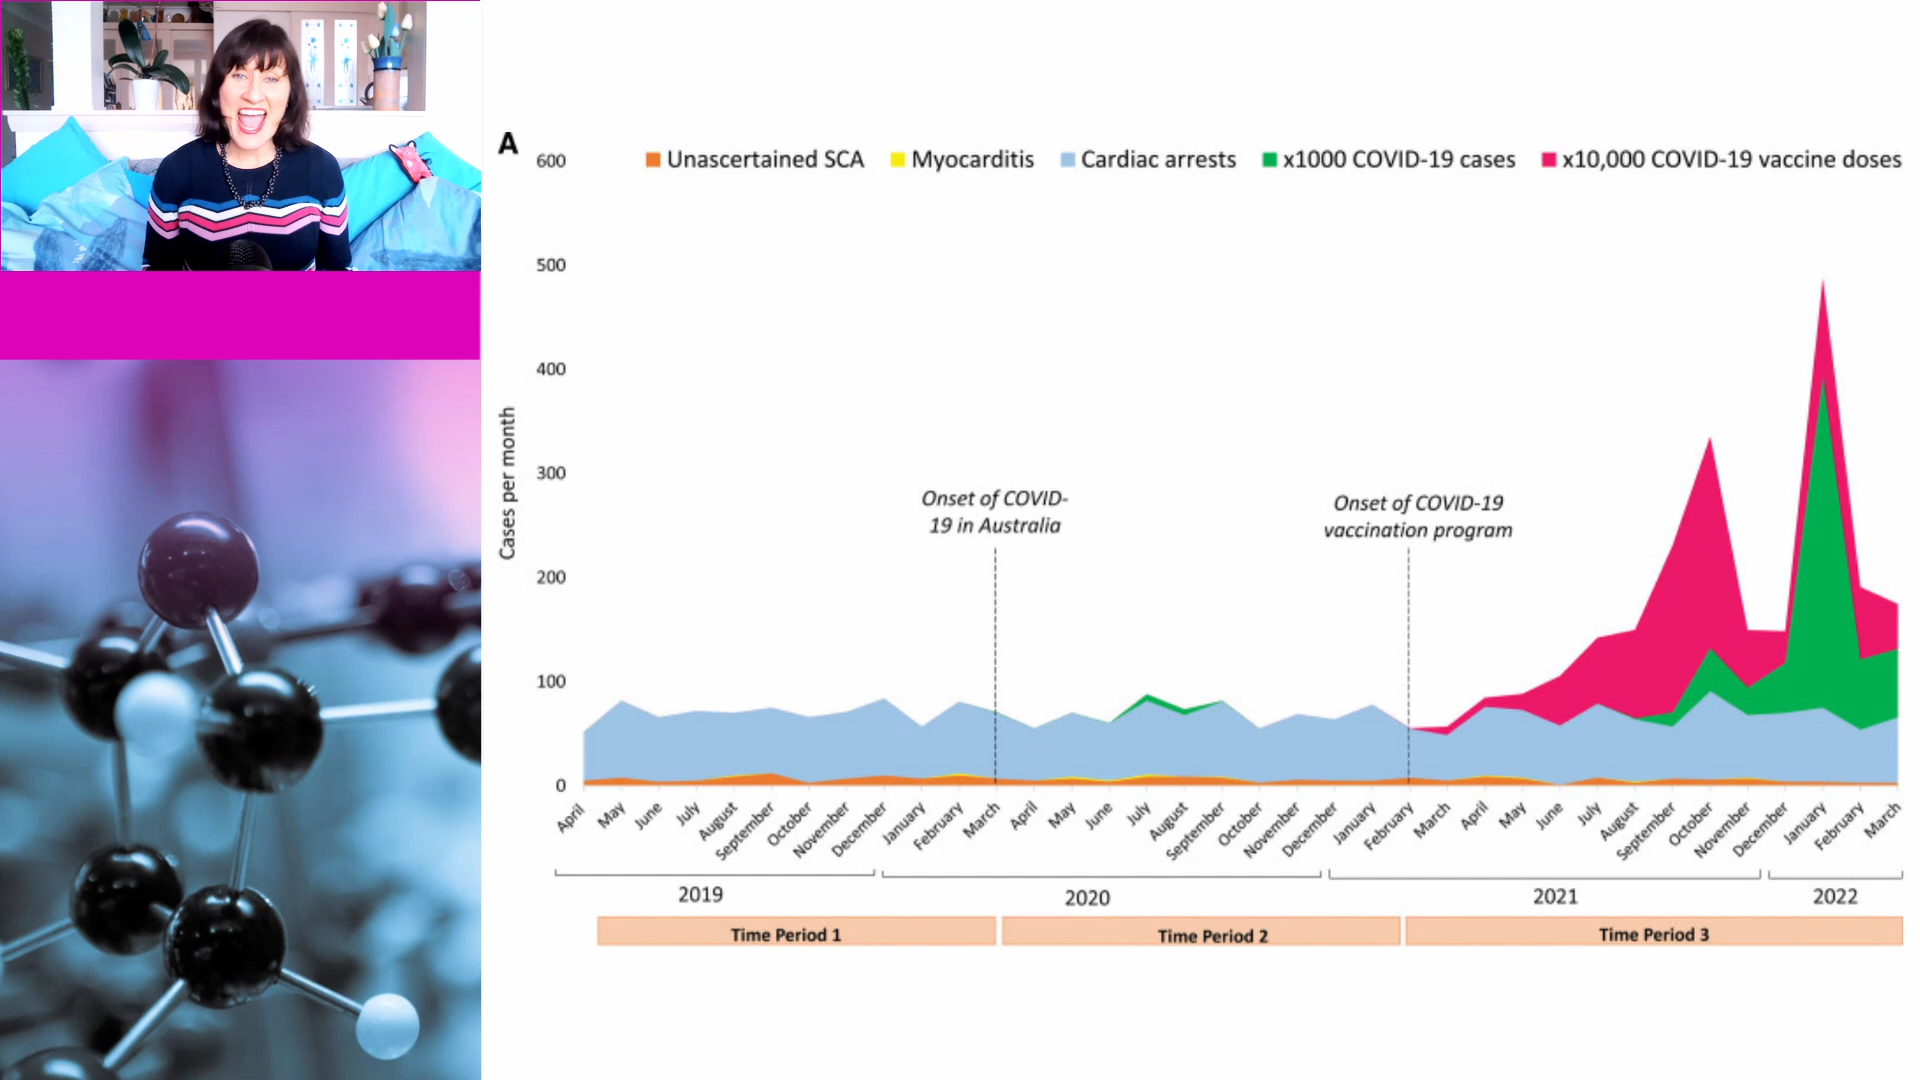 A
Unascertained SCA Myocarditis Cardiac arrests x1000 COVID-19 cases x10,000 COVID-19 vaccine doses
600
500
400
300
200
100
0
Cases per month
Onset of COVID-
19 in Australia
Onset of COVID-19
vaccination program
April May June July August September October November December January February March April May June July August September October November December January February March April May June July August September October November December January February March
2019 2020 2021 2022
Time Period 1 Time Period 2 Time Period 3